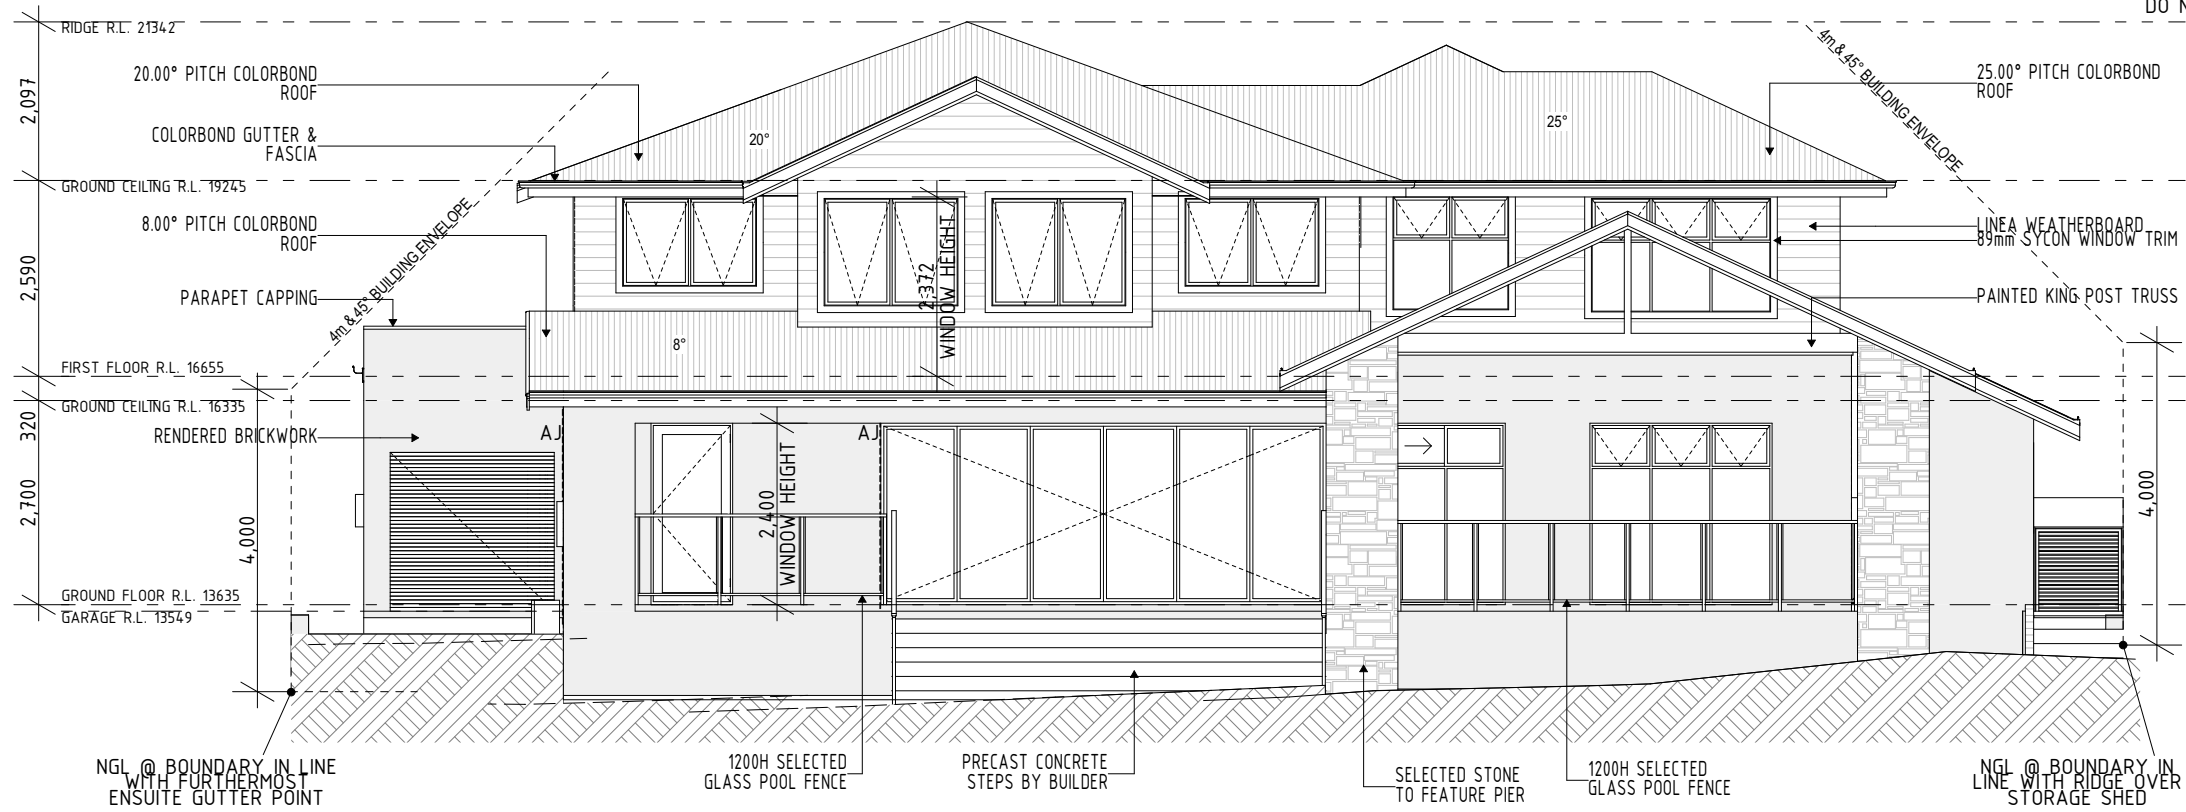 DO N
RIDGE R.L. 21342
20.00° PITCH COLORBOND
ROOF
COLORBOND GUTTER &
FASCIA
GROUND CEILING R.L. 19245
8.00° PITCH COLORBOND
ROOF
4m & 45° BUILDING ENVELOPE
PARAPET CAPPING
FIRST FLOOR R.L. 16655
GROUND CEILING R.L. 16335
RENDERED BRICKWORK
GROUND FLOOR R.L. 13635
GARAGE R.L. 13549
2,097
2,590
320
2,700
4,000
20°
25°
8°
2,372
WINDOW HEIGHT
AJ
AJ
2,400
WINDOW HEIGHT
4m & 45° BUILDING ENVELOPE
25.00° PITCH COLORBOND
ROOF
LINEA WEATHERBOARD
89mm SYCON WINDOW TRIM
PAINTED KING POST TRUSS
4,000
NGL @ BOUNDARY IN LINE
WITH FURTHERMOST
ENSUITE GUTTER POINT
1200H SELECTED
GLASS POOL FENCE
PRECAST CONCRETE
STEPS BY BUILDER
SELECTED STONE
TO FEATURE PIER
1200H SELECTED
GLASS POOL FENCE
NGL @ BOUNDARY IN
LINE WITH RIDGE OVER
STORAGE SHED